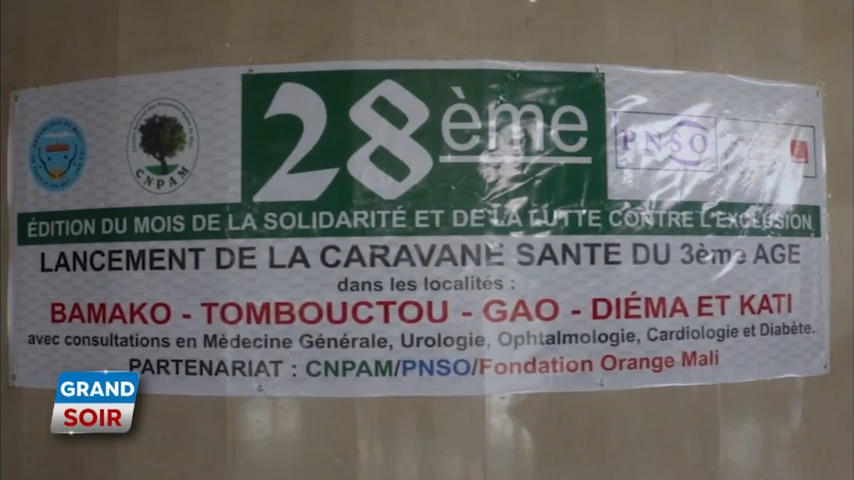 28ème
CNPAM
PNSO
ÉDITION DU MOIS DE LA SOLIDARITÉ ET DE LA LUTTE CONTRE L'EXCLUSION
LANCEMENT DE LA CARAVANE SANTE DU 3ème AGE
dans les localités :
BAMAKO - TOMBOUCTOU - GAO - DIÉMA ET KATI
avec consultations en Mèdecine Générale, Urologie, Ophtalmologie, Cardiologie et Diabète.
PARTENARIAT : CNPAM/PNSO/Fondation Orange Mali
GRAND
SOIR